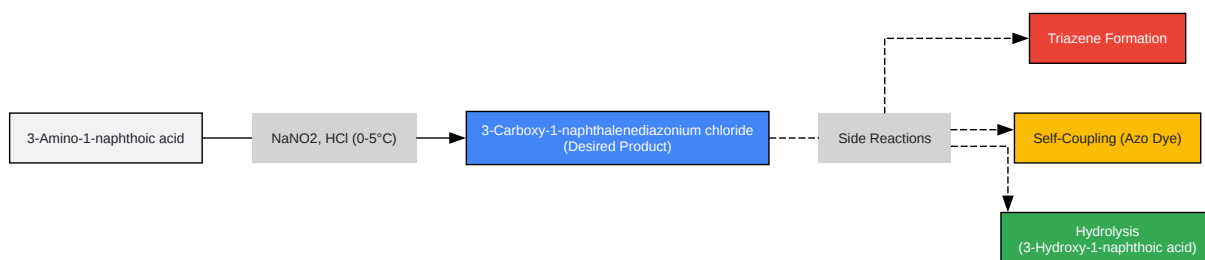 3-Amino-1-naphthoic acid
NaNO2, HCl (0-5°C)
3-Carboxy-1-naphthalenediazonium chloride
(Desired Product)
Side Reactions
Triazene Formation
Self-Coupling (Azo Dye)
Hydrolysis
(3-Hydroxy-1-naphthoic acid)